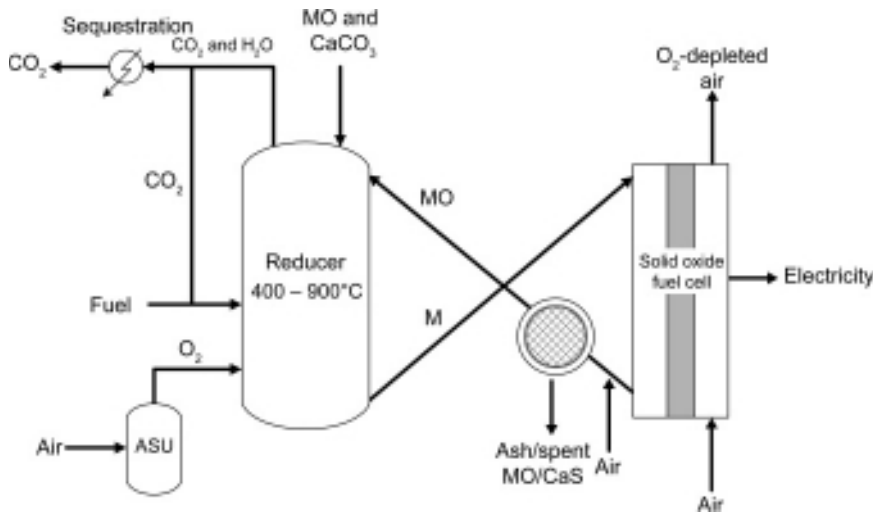 Sequestration
CO₂ and H₂O
CO₂
MO and
CaCO₃
O₂-depleted
air
CO₂
MO
Reducer
400 – 900°C
Solid oxide
fuel cell
Electricity
Fuel
M
O₂
Air
ASU
Ash/spent
MO/CaS
Air
Air